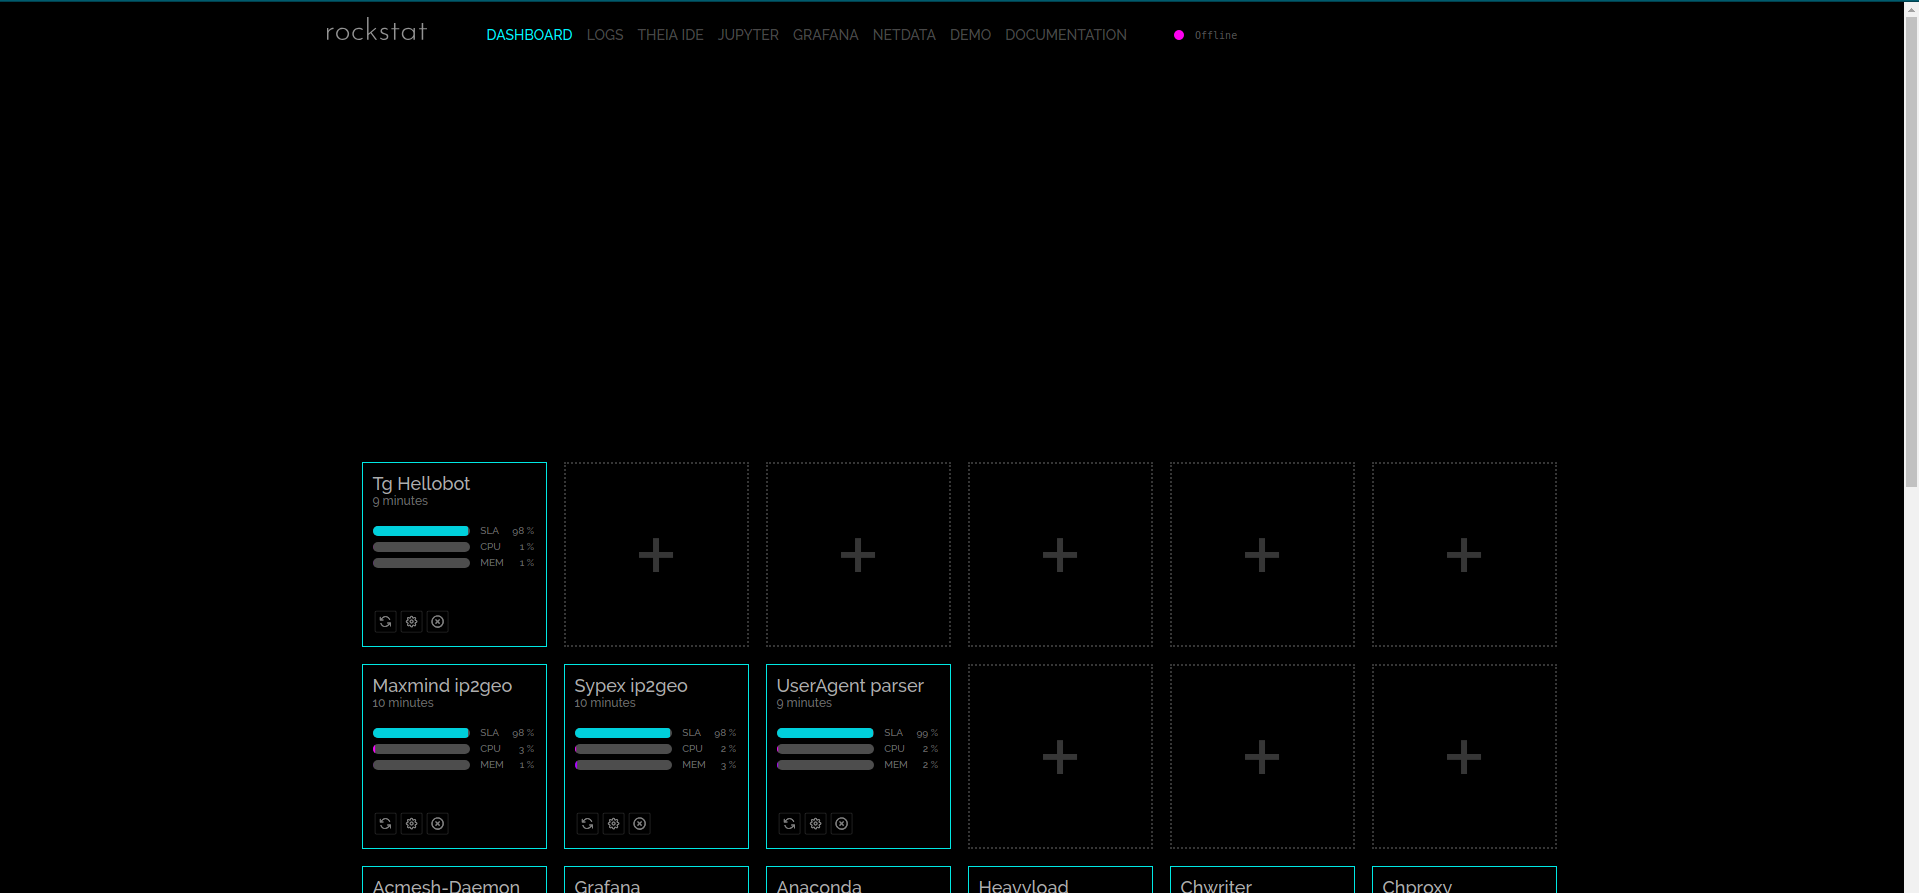 rockstat
DASHBOARD LOGS THEIA IDE JUPYTER GRAFANA NETDATA DEMO DOCUMENTATION
Offline
Tg Hellobot
9 minutes
SLA 98 %
CPU 1 %
MEM 1 %
Maxmind ip2geo
10 minutes
SLA 98 %
CPU 3 %
MEM 1 %
Sypex ip2geo
10 minutes
SLA 98 %
CPU 2 %
MEM 3 %
UserAgent parser
9 minutes
SLA 99 %
CPU 2 %
MEM 2 %
Acmesh-Daemon
Grafana
Anaconda
Heavyload
Chwriter
Chproxy